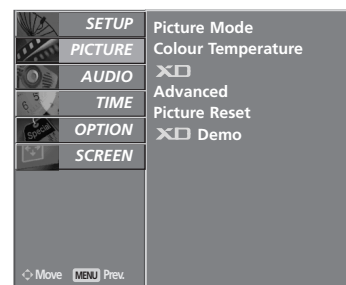 SETUP
PICTURE
AUDIO
TIME
OPTION
SCREEN
Move MENU Prev.
Picture Mode
Colour Temperature
XD
Advanced
Picture Reset
XD Demo